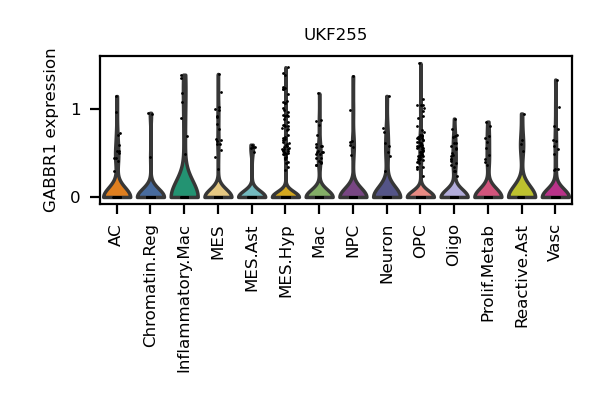 UKF255
GABBR1 expression
1
0
AC
Chromatin.Reg
Inflammatory.Mac
MES
MES.Ast
MES.Hyp
Mac
NPC
Neuron
OPC
Oligo
Prolif.Metab
Reactive.Ast
Vasc